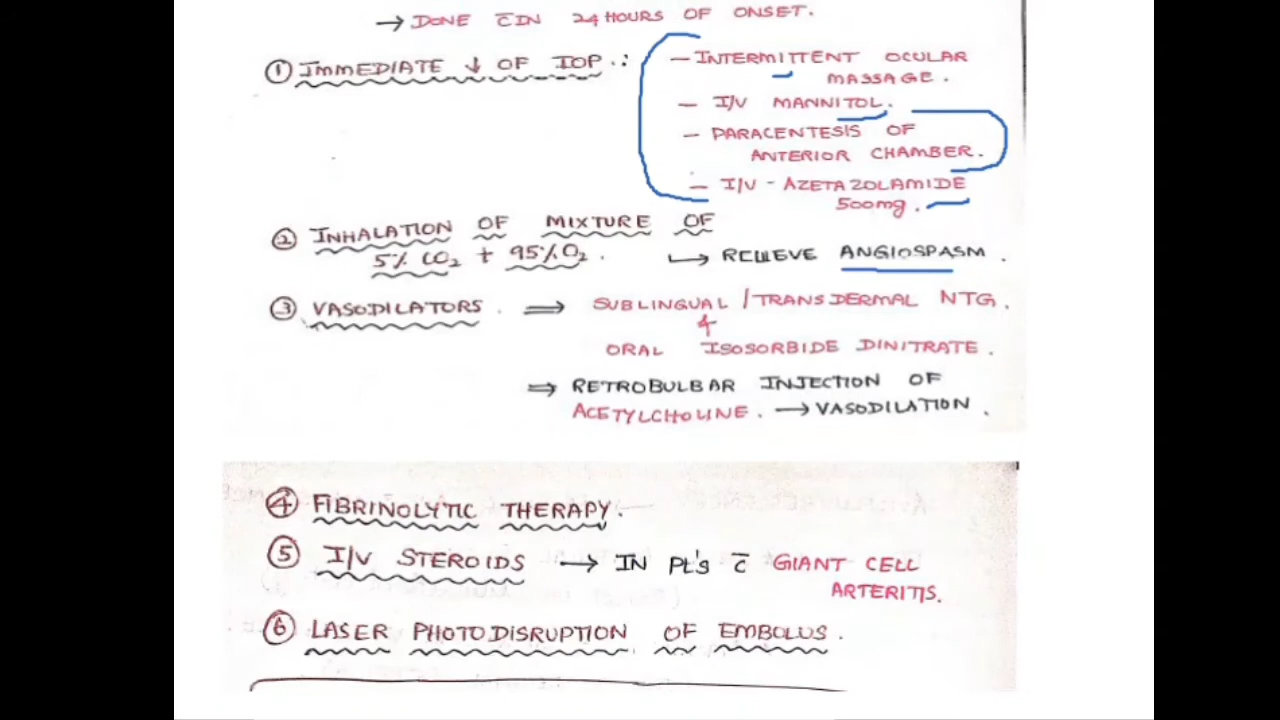 → DONE C̄IN 24 HOURS OF ONSET.
① IMMEDIATE ↓ OF IOP .: — INTERMITTENT OCULAR
MASSAGE.
— I/V MANNITOL.
— PARACENTESIS OF
ANTERIOR CHAMBER.
— I/V - AZETAZOLAMIDE
500mg.
② INHALATION OF MIXTURE OF
5% CO₂ + 95% O₂ . ↳ RELIEVE ANGIOSPASM .
③ VASODILATORS . ⇒ SUBLINGUAL / TRANSDERMAL NTG .
&
ORAL ISOSORBIDE DINITRATE .
⇒ RETROBULBAR INJECTION OF
ACETYLCHOLINE . → VASODILATION .
④ FIBRINOLYTIC THERAPY.
⑤ I/V STEROIDS → IN Pt's C̄ GIANT CELL
ARTERITIS.
⑥ LASER PHOTODISRUPTION OF EMBOLUS .